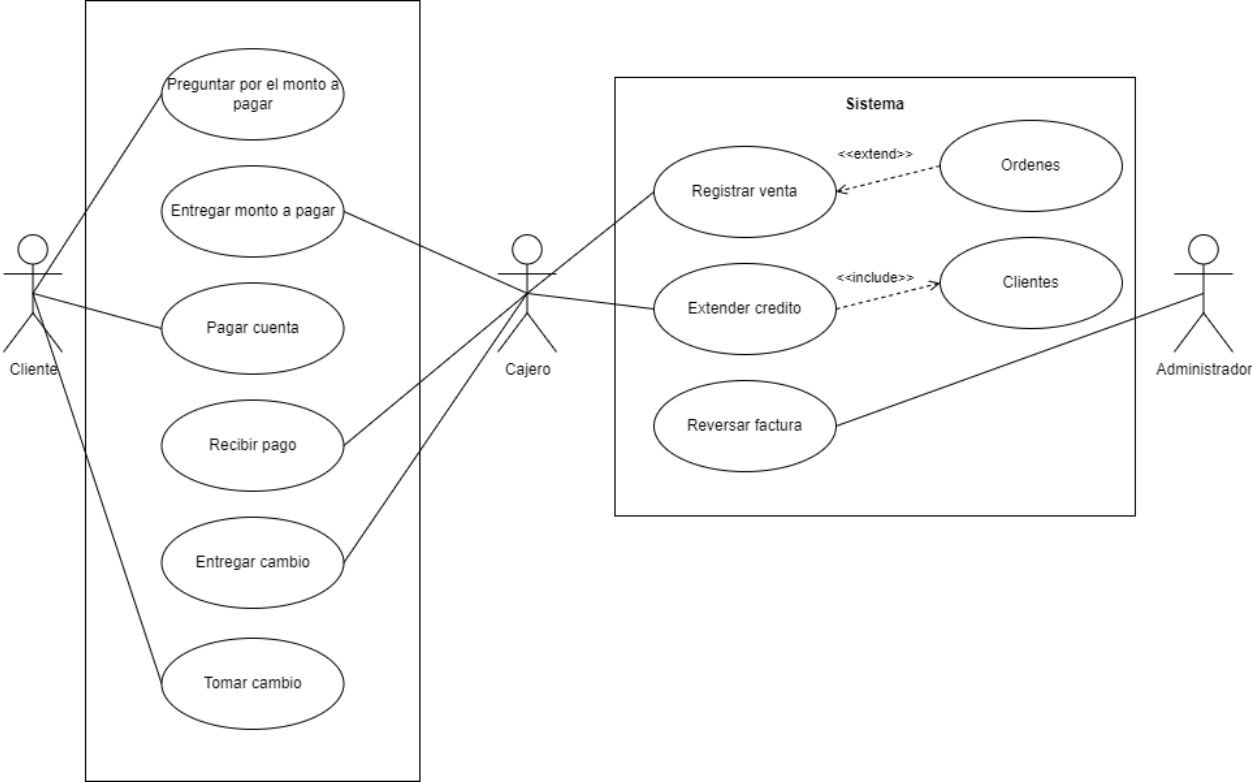 Preguntar por el monto a
pagar
Entregar monto a pagar
Pagar cuenta
Recibir pago
Entregar cambio
Tomar cambio
Cliente
Cajero
Sistema
Registrar venta
<<extend>>
Ordenes
Extender credito
<<include>>
Clientes
Reversar factura
Administrador